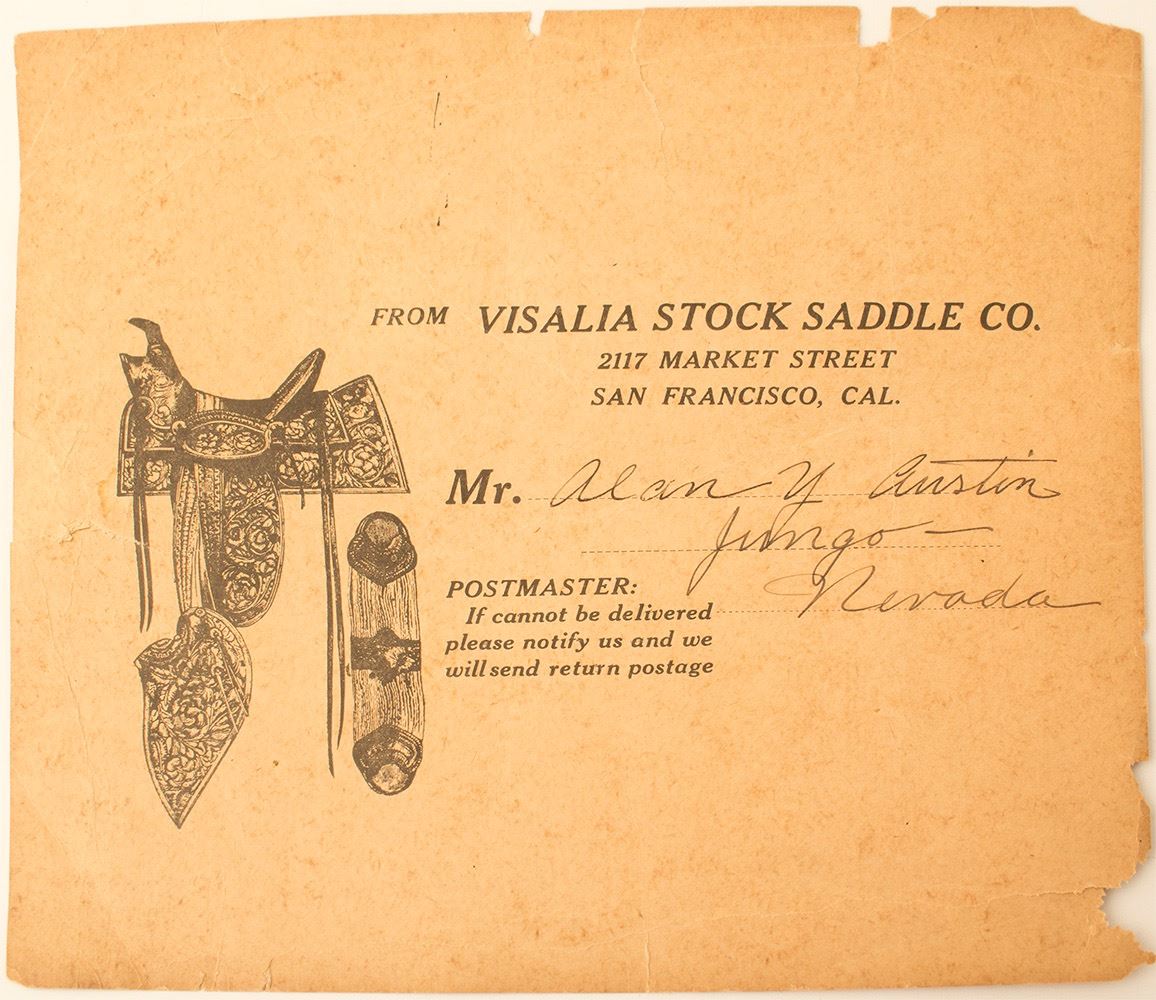 FROM VISALIA STOCK SADDLE CO.
2117 MARKET STREET
SAN FRANCISCO, CAL.
Mr. Alan Y Austin
Jungo —
Nevada
POSTMASTER:
If cannot be delivered
please notify us and we
will send return postage